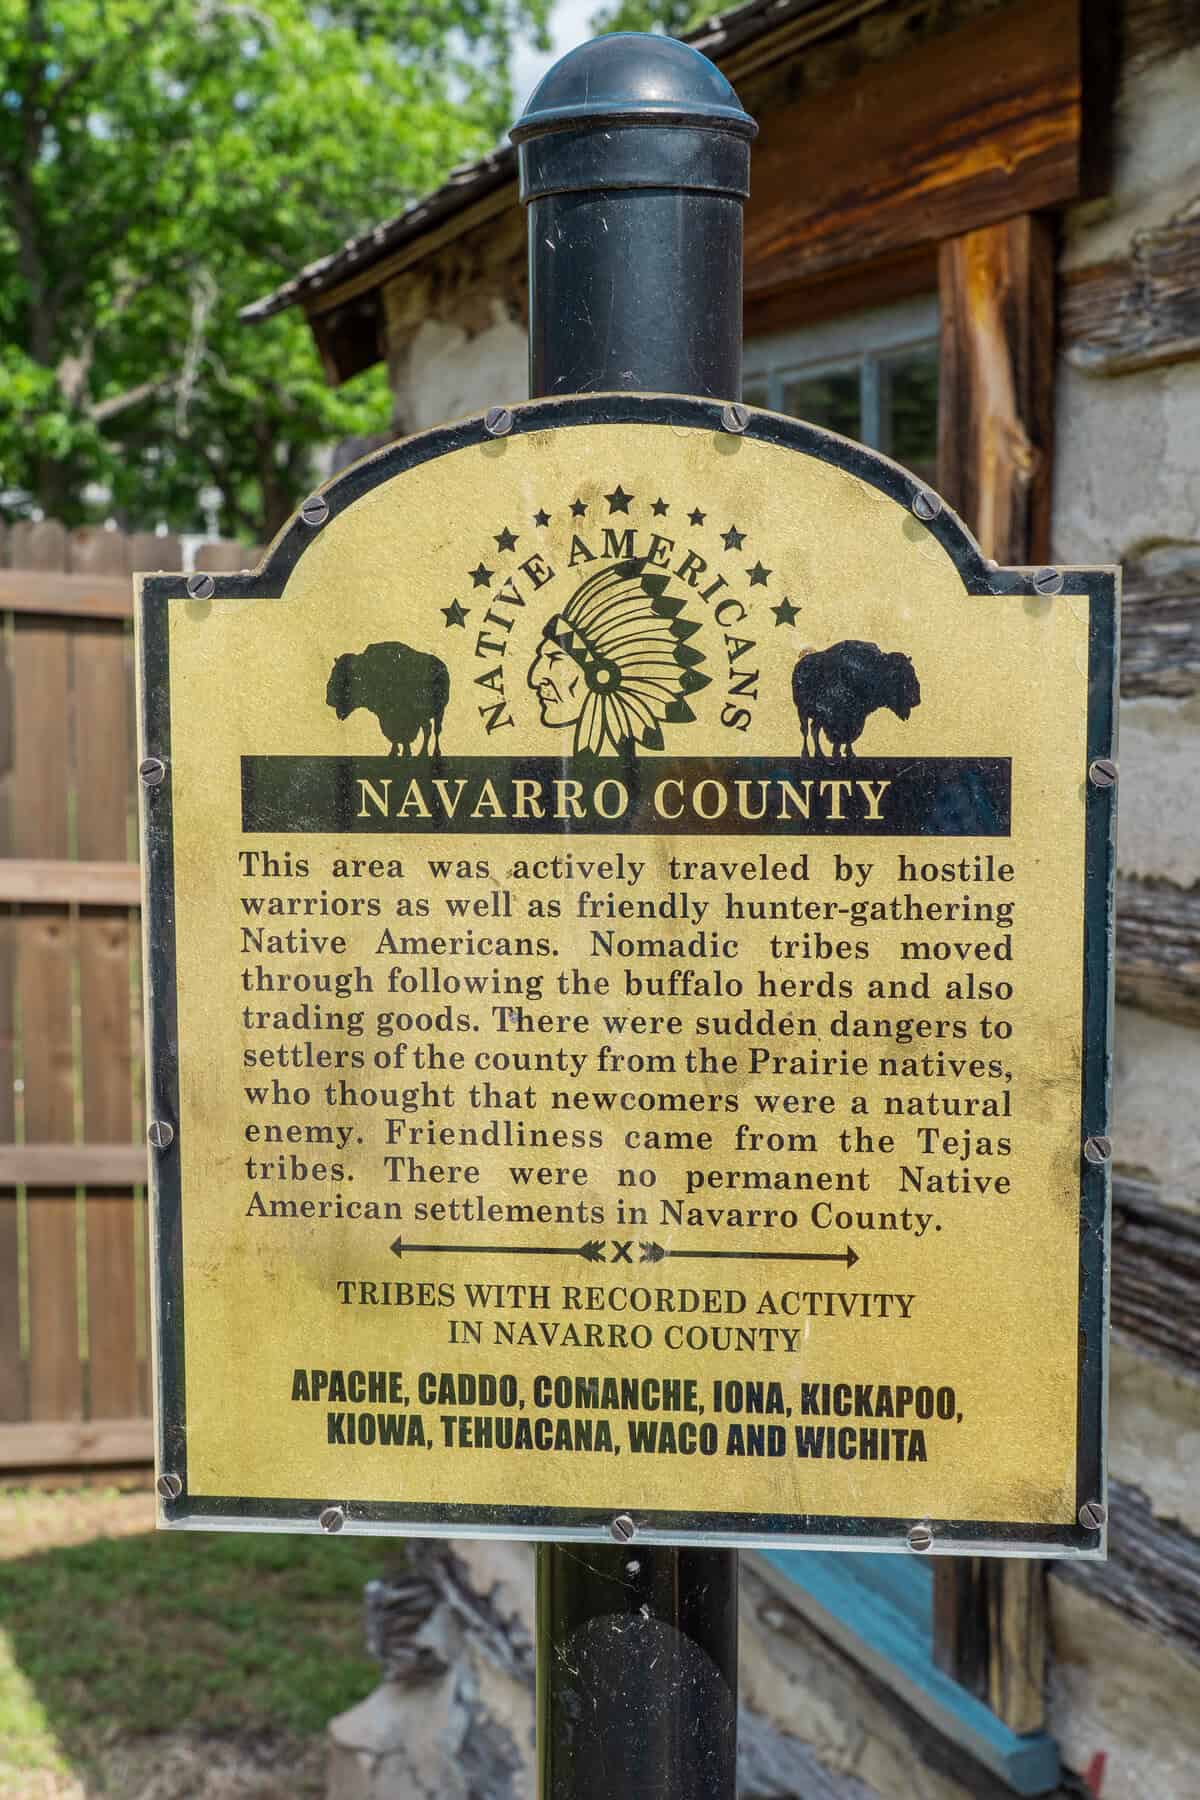 NATIVE AMERICANS
NAVARRO COUNTY
This area was actively traveled by hostile
warriors as well as friendly hunter-gathering
Native Americans. Nomadic tribes moved
through following the buffalo herds and also
trading goods. There were sudden dangers to
settlers of the county from the Prairie natives,
who thought that newcomers were a natural
enemy. Friendliness came from the Tejas
tribes. There were no permanent Native
American settlements in Navarro County.
X
TRIBES WITH RECORDED ACTIVITY
IN NAVARRO COUNTY
APACHE, CADDO, COMANCHE, IONA, KICKAPOO,
KIOWA, TEHUACANA, WACO AND WICHITA